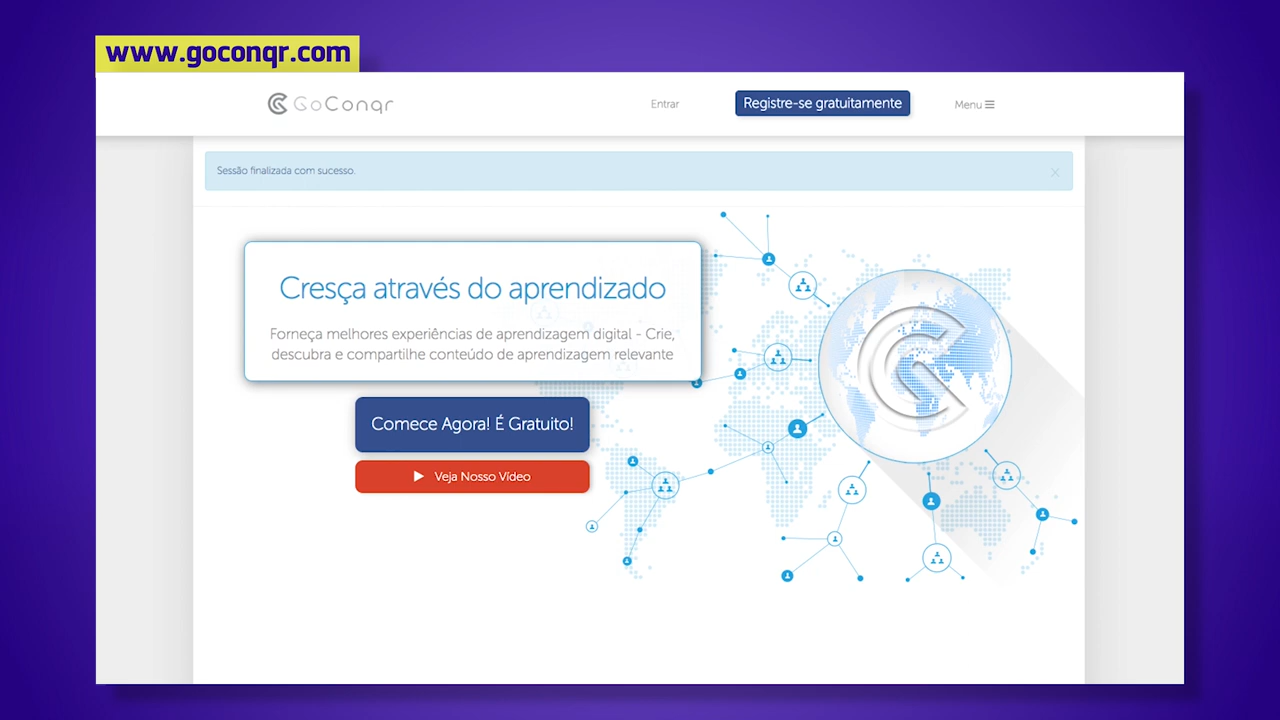 www.goconqr.com
GoConqr
Entrar
Registre-se gratuitamente
Menu
Sessão finalizada com sucesso.
Cresça através do aprendizado
Forneça melhores experiências de aprendizagem digital - Crie,
descubra e compartilhe conteúdo de aprendizagem relevante
Comece Agora! É Gratuito!
Veja Nosso Vídeo